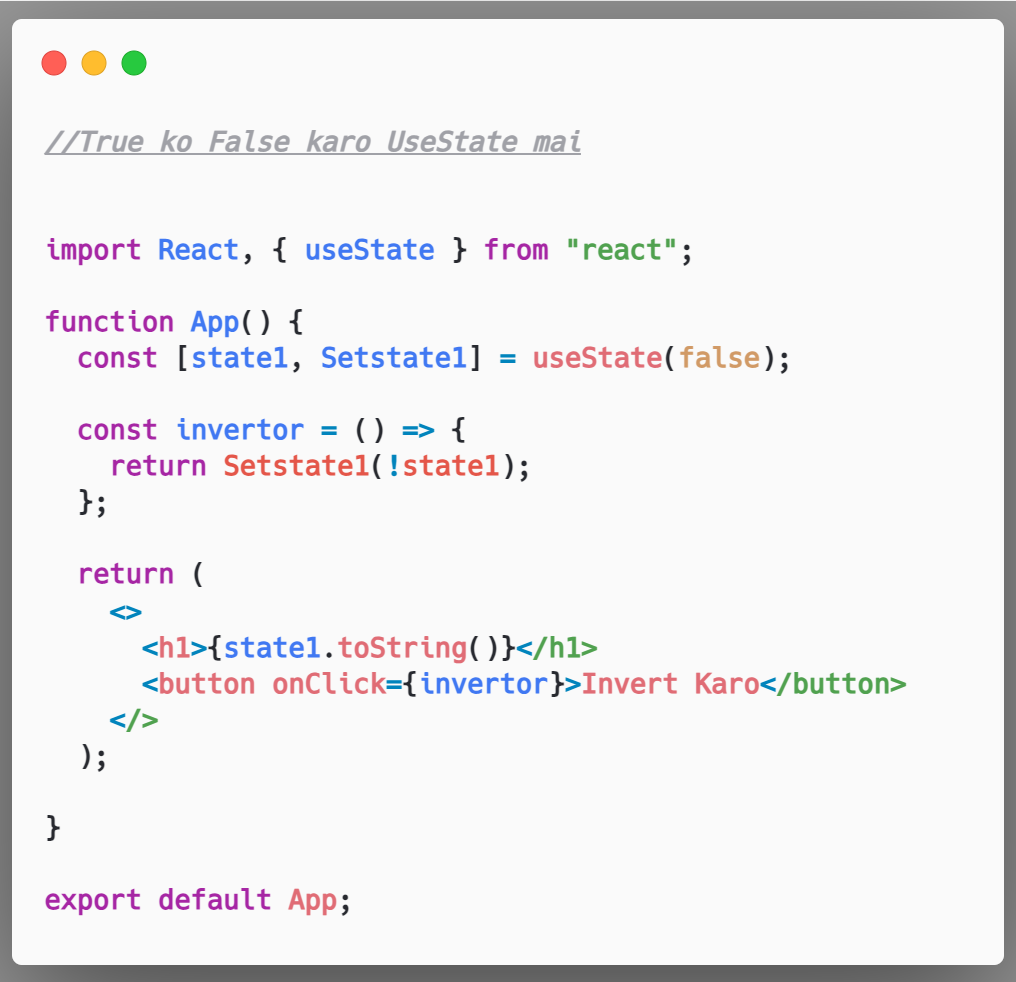 //True ko False karo UseState mai
import React, { useState } from "react";
function App() {
  const [state1, Setstate1] = useState(false);
  const invertor = () => {
    return Setstate1(!state1);
  };
  return (
    <>
      <h1>{state1.toString()}</h1>
      <button onClick={invertor}>Invert Karo</button>
    </>
  );
}
export default App;